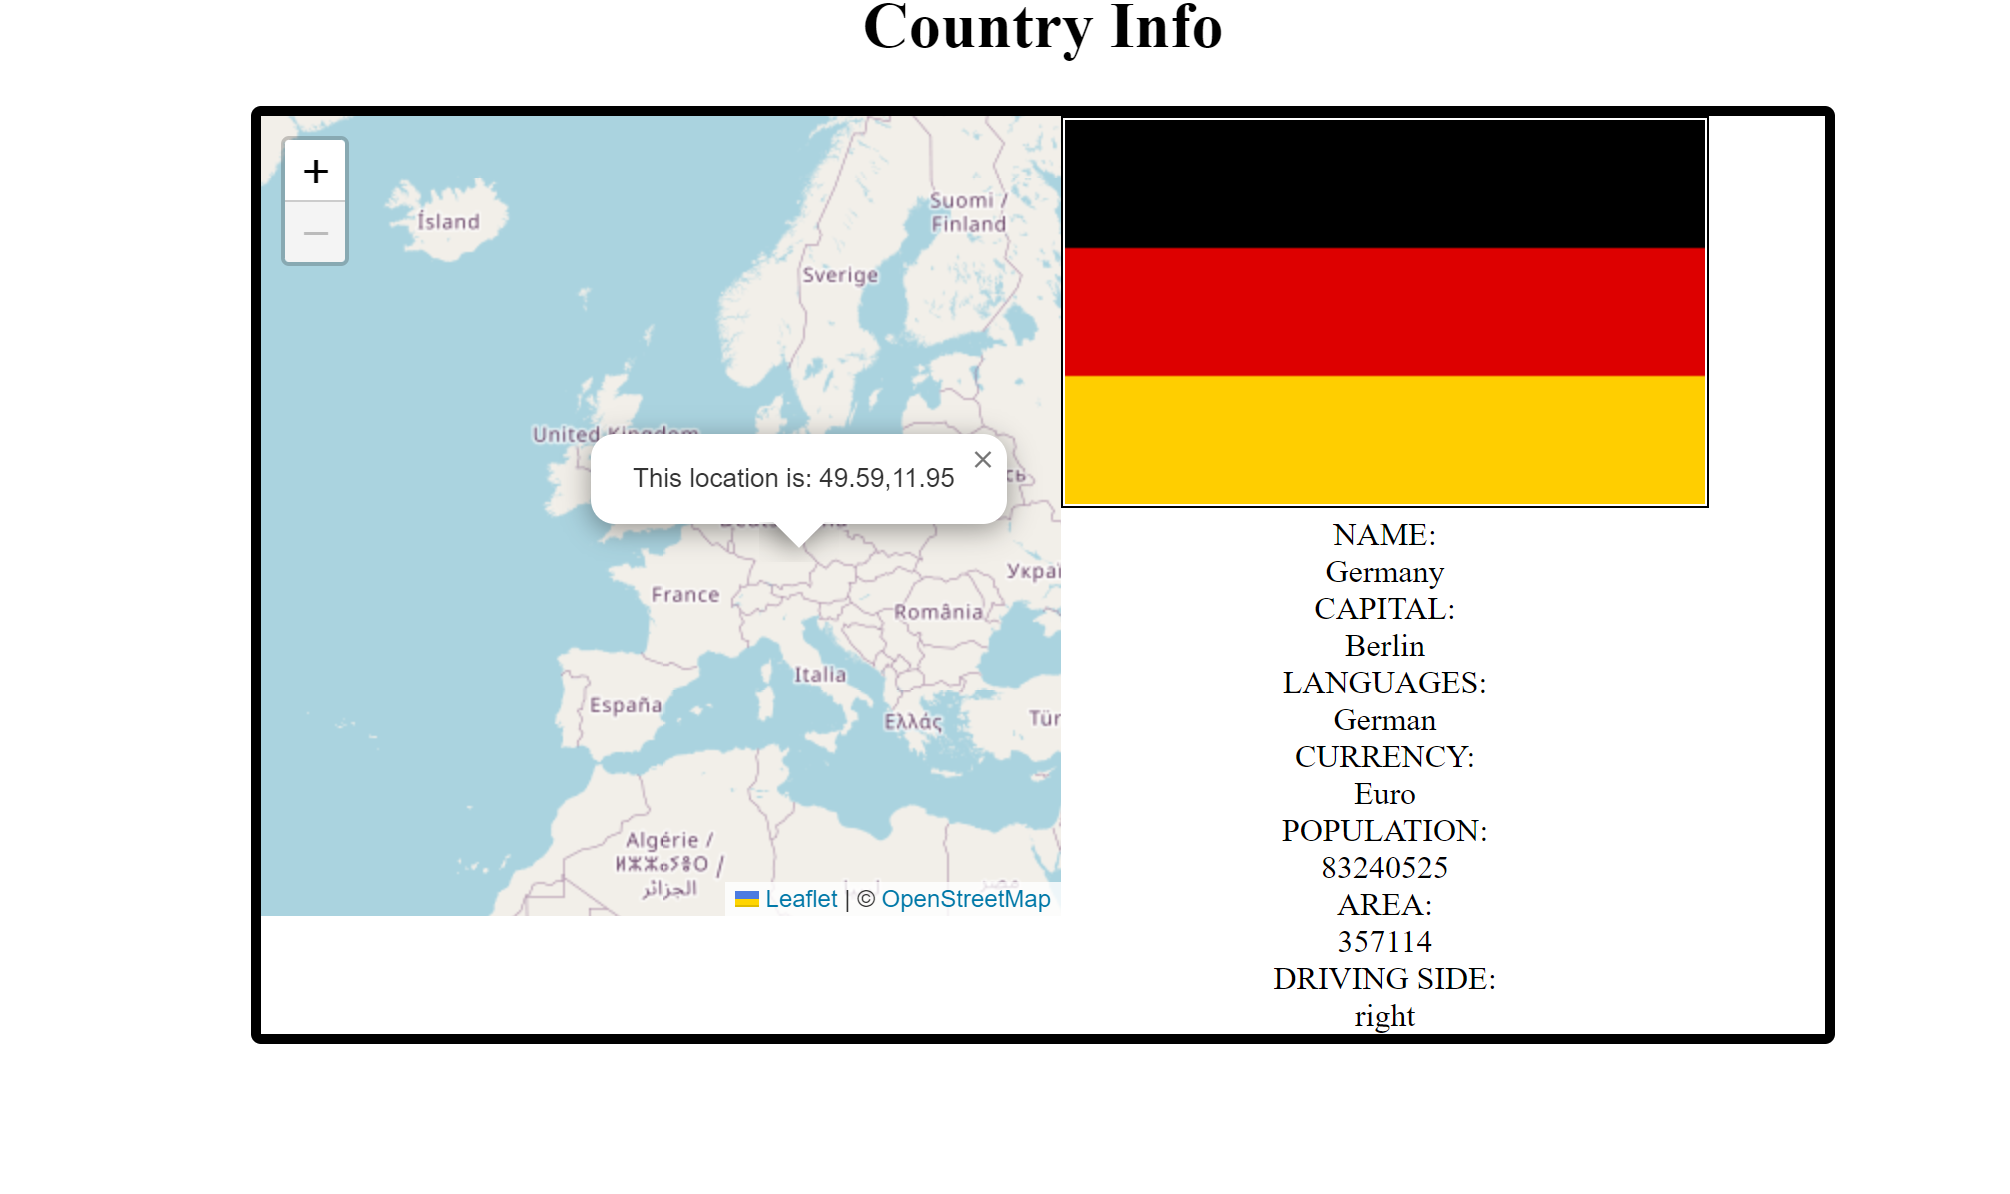 Country Info
+
−
Ísland
Suomi /
Finland
Sverige
United Kingdom
This location is: 49.59,11.95
×
France
România
Italia
España
Ελλάς
Algérie /
ⵍⵣⵣⴰⵢⴻⵔ /
الجزائر
Leaflet | © OpenStreetMap
NAME:
Germany
CAPITAL:
Berlin
LANGUAGES:
German
CURRENCY:
Euro
POPULATION:
83240525
AREA:
357114
DRIVING SIDE:
right